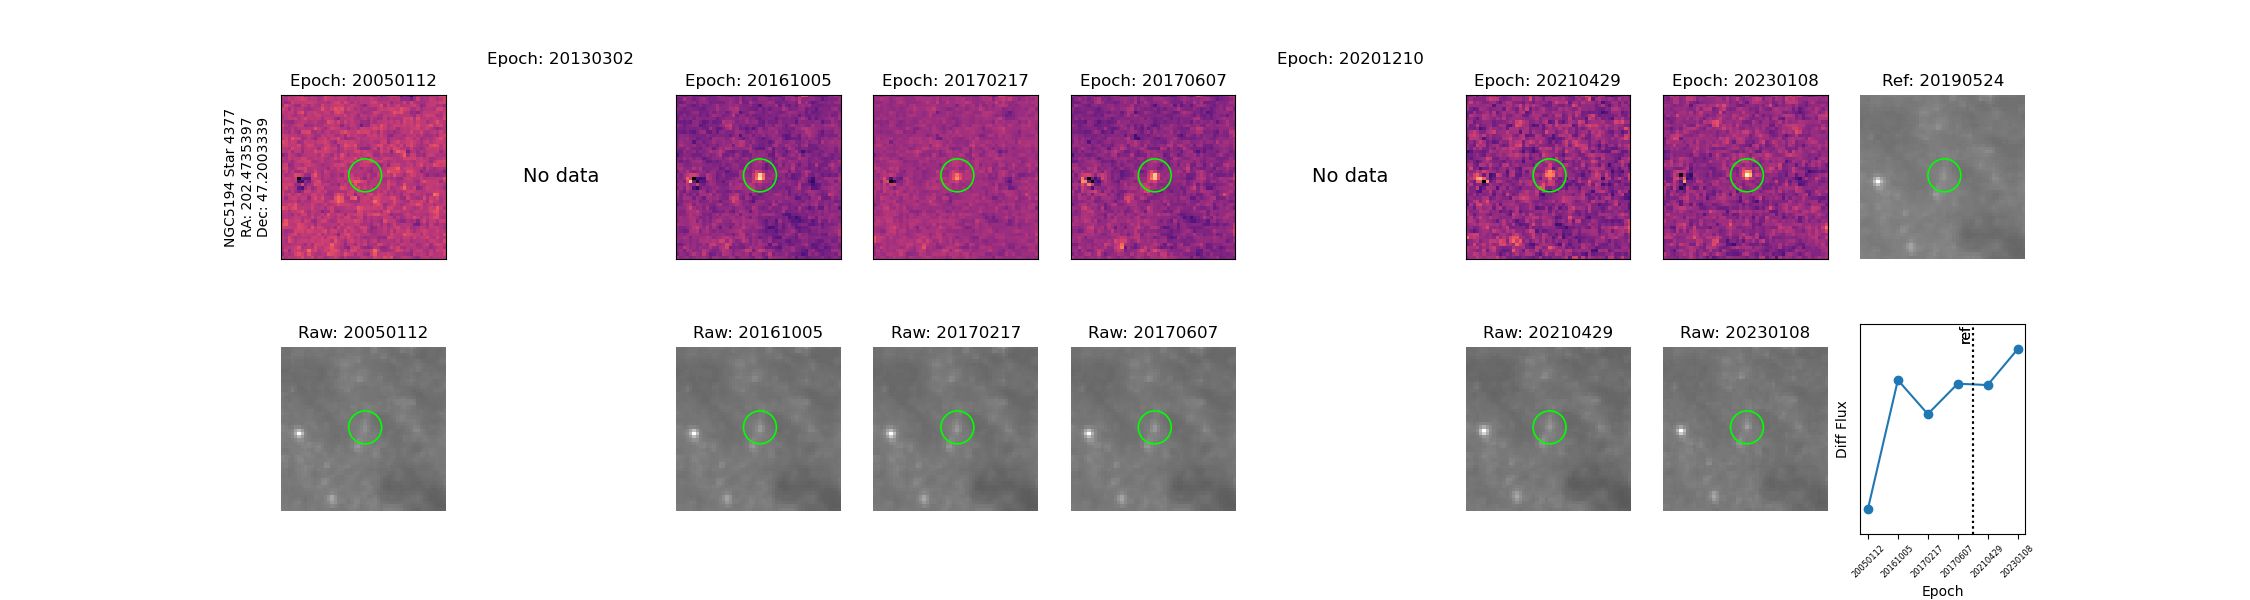 Epoch: 20130302
Epoch: 20201210
Epoch: 20050112
Epoch: 20161005
Epoch: 20170217
Epoch: 20170607
Epoch: 20210429
Epoch: 20230108
Ref: 20190524
NGC5194 Star 4377
RA: 202.4735397
Dec: 47.2003339
No data
No data
Raw: 20050112
Raw: 20161005
Raw: 20170217
Raw: 20170607
Raw: 20210429
Raw: 20230108
ref
Diff Flux
20050112
20161005
20170217
20170607
20210429
20230108
Epoch